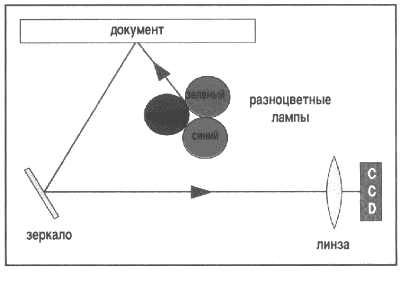 документ
зеленый
синий
разноцветные
лампы
зеркало
линза
C
C
D